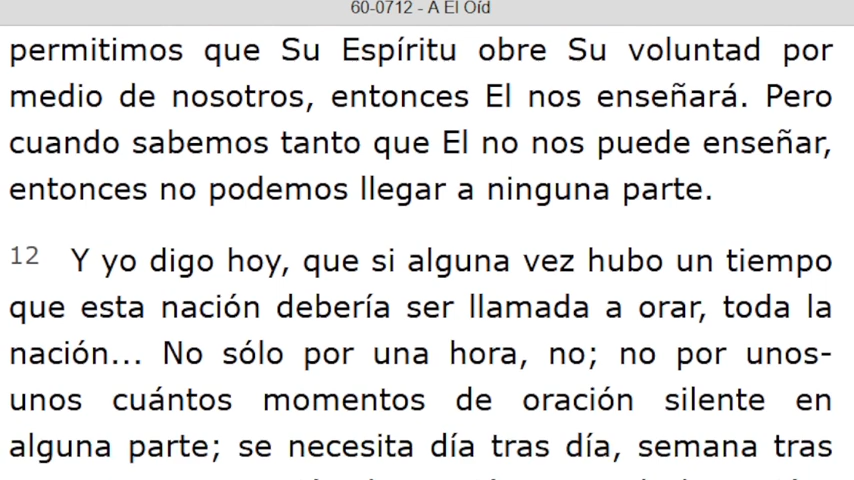 60-0712 - A El Oíd
permitimos que Su Espíritu obre Su voluntad por
medio de nosotros, entonces El nos enseñará. Pero
cuando sabemos tanto que El no nos puede enseñar,
entonces no podemos llegar a ninguna parte.
12 Y yo digo hoy, que si alguna vez hubo un tiempo
que esta nación debería ser llamada a orar, toda la
nación... No sólo por una hora, no; no por unos-
unos cuántos momentos de oración silente en
alguna parte; se necesita día tras día, semana tras